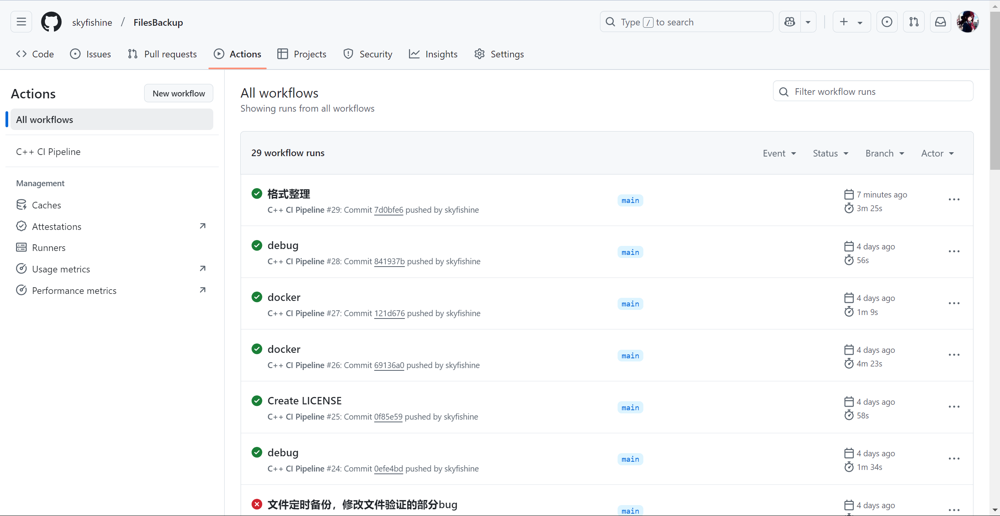 skyfishine / FilesBackup
Type / to search
Code Issues Pull requests Actions Projects Security Insights Settings
Actions
New workflow
All workflows
C++ CI Pipeline
Management
Caches
Attestations
Runners
Usage metrics
Performance metrics
All workflows
Showing runs from all workflows
Filter workflow runs
29 workflow runs
Event Status Branch Actor
格式整理
C++ CI Pipeline #29: Commit 7d0bfe6 pushed by skyfishine
main
7 minutes ago
3m 25s
debug
C++ CI Pipeline #28: Commit 841937b pushed by skyfishine
main
4 days ago
56s
docker
C++ CI Pipeline #27: Commit 121d676 pushed by skyfishine
main
4 days ago
1m 9s
docker
C++ CI Pipeline #26: Commit 69136a0 pushed by skyfishine
main
4 days ago
4m 23s
Create LICENSE
C++ CI Pipeline #25: Commit 0f85e59 pushed by skyfishine
main
4 days ago
58s
debug
C++ CI Pipeline #24: Commit 0efe4bd pushed by skyfishine
main
4 days ago
1m 34s
文件定时备份，修改文件验证的部分bug
main
4 days ago